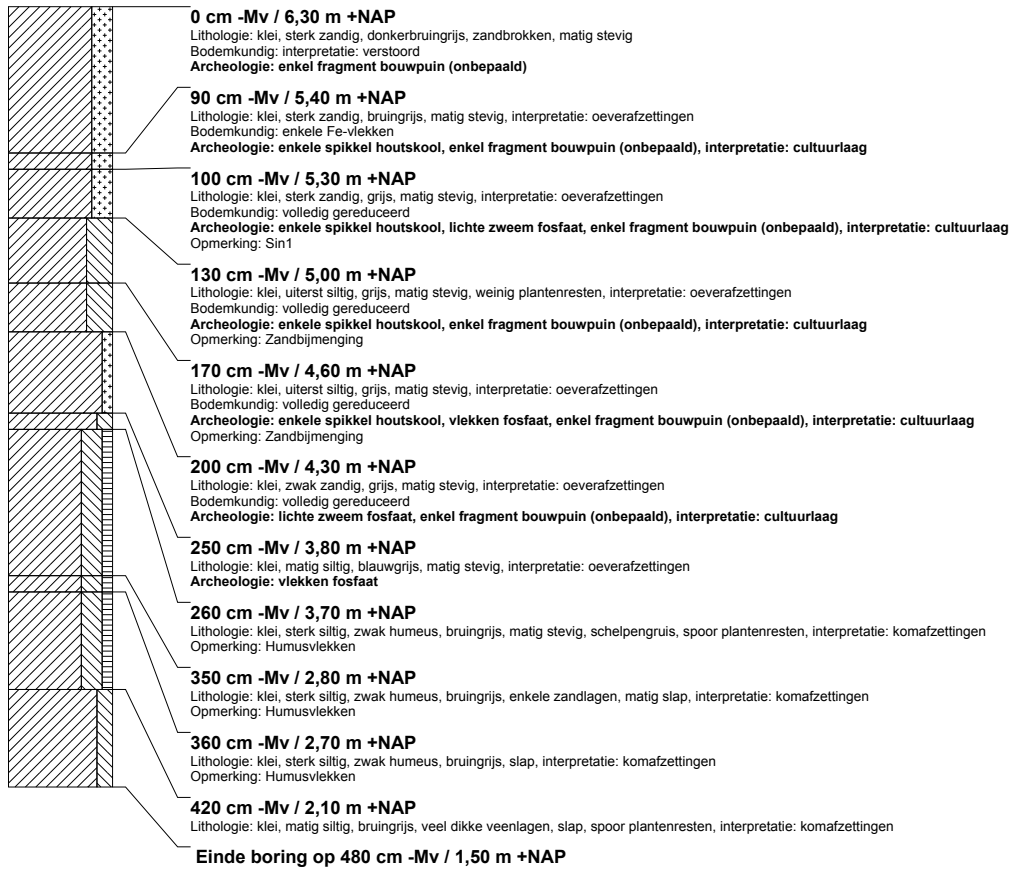 0 cm -Mv / 6,30 m +NAP
Lithologie: klei, sterk zandig, donkerbruingrijs, zandbrokken, matig stevig
Bodemkundig: interpretatie: verstoord
Archeologie: enkel fragment bouwpuin (onbepaald)
90 cm -Mv / 5,40 m +NAP
Lithologie: klei, sterk zandig, bruingrijs, matig stevig, interpretatie: oeverafzettingen
Bodemkundig: enkele Fe-vlekken
Archeologie: enkele spikkel houtskool, enkel fragment bouwpuin (onbepaald), interpretatie: cultuurlaag
100 cm -Mv / 5,30 m +NAP
Lithologie: klei, sterk zandig, grijs, matig stevig, interpretatie: oeverafzettingen
Bodemkundig: volledig gereduceerd
Archeologie: enkele spikkel houtskool, lichte zweem fosfaat, enkel fragment bouwpuin (onbepaald), interpretatie: cultuurlaag
Opmerking: Sin1
130 cm -Mv / 5,00 m +NAP
Lithologie: klei, uiterst siltig, grijs, matig stevig, weinig plantenresten, interpretatie: oeverafzettingen
Bodemkundig: volledig gereduceerd
Archeologie: enkele spikkel houtskool, enkel fragment bouwpuin (onbepaald), interpretatie: cultuurlaag
Opmerking: Zandbijmenging
170 cm -Mv / 4,60 m +NAP
Lithologie: klei, uiterst siltig, grijs, matig stevig, interpretatie: oeverafzettingen
Bodemkundig: volledig gereduceerd
Archeologie: enkele spikkel houtskool, vlekken fosfaat, enkel fragment bouwpuin (onbepaald), interpretatie: cultuurlaag
Opmerking: Zandbijmenging
200 cm -Mv / 4,30 m +NAP
Lithologie: klei, zwak zandig, grijs, matig stevig, interpretatie: oeverafzettingen
Bodemkundig: volledig gereduceerd
Archeologie: lichte zweem fosfaat, enkel fragment bouwpuin (onbepaald), interpretatie: cultuurlaag
250 cm -Mv / 3,80 m +NAP
Lithologie: klei, matig siltig, blauwgrijs, matig stevig, interpretatie: oeverafzettingen
Archeologie: vlekken fosfaat
260 cm -Mv / 3,70 m +NAP
Lithologie: klei, sterk siltig, zwak humeus, bruingrijs, matig stevig, schelpengruis, spoor plantenresten, interpretatie: komafzettingen
Opmerking: Humusvlekken
350 cm -Mv / 2,80 m +NAP
Lithologie: klei, sterk siltig, zwak humeus, bruingrijs, enkele zandlagen, matig slap, interpretatie: komafzettingen
Opmerking: Humusvlekken
360 cm -Mv / 2,70 m +NAP
Lithologie: klei, sterk siltig, zwak humeus, bruingrijs, slap, interpretatie: komafzettingen
Opmerking: Humusvlekken
420 cm -Mv / 2,10 m +NAP
Lithologie: klei, matig siltig, bruingrijs, veel dikke veenlagen, slap, spoor plantenresten, interpretatie: komafzettingen
Einde boring op 480 cm -Mv / 1,50 m +NAP